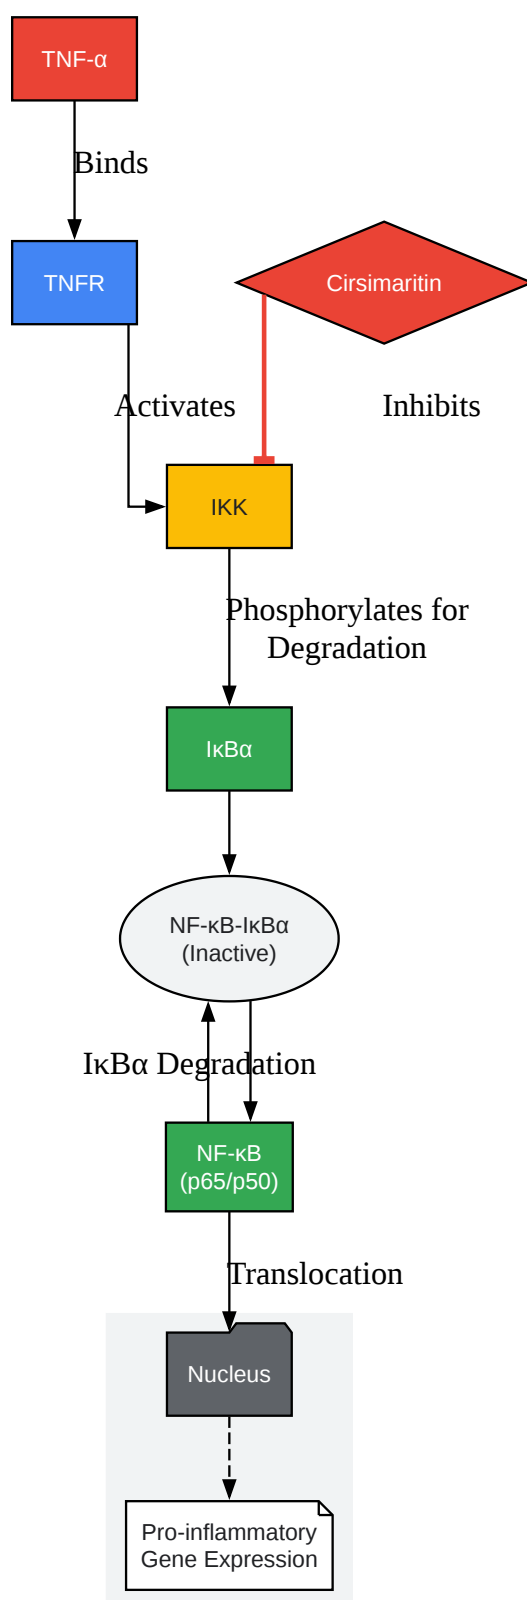 TNF-α
Binds
TNFR
Cirsimaritin
Activates
Inhibits
IKK
Phosphorylates for
Degradation
IκBα
NF-κB-IκBα
(Inactive)
IκBα Degradation
NF-κB
(p65/p50)
Translocation
Nucleus
Pro-inflammatory
Gene Expression